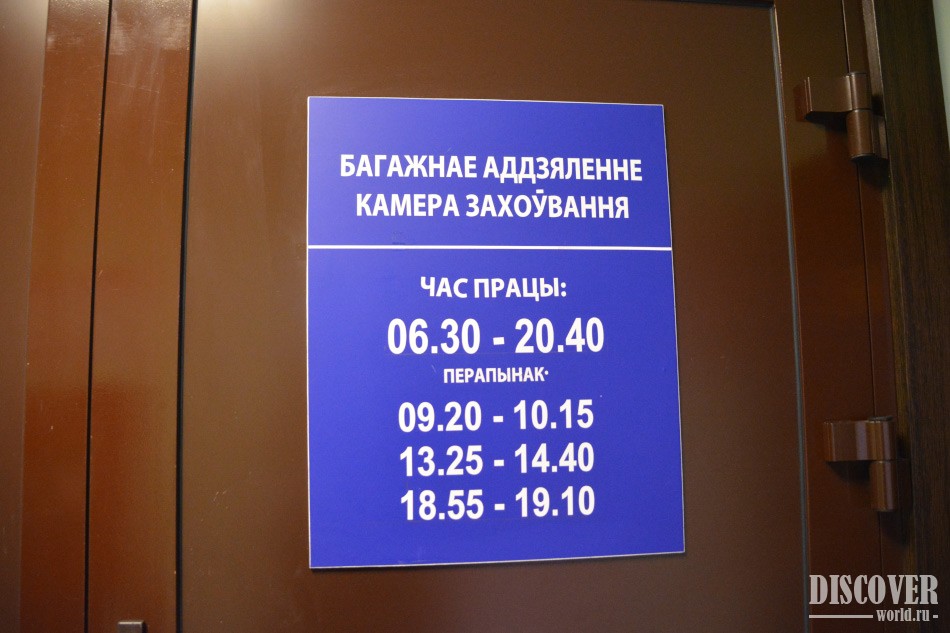 БАГАЖНАЕ АДДЗЯЛЕННЕ
КАМЕРА ЗАХОЎВАННЯ
ЧАС ПРАЦЫ:
06.30 - 20.40
ПЕРАПЫНАК·
09.20 - 10.15
13.25 - 14.40
18.55 - 19.10
DISCOVER
world.ru